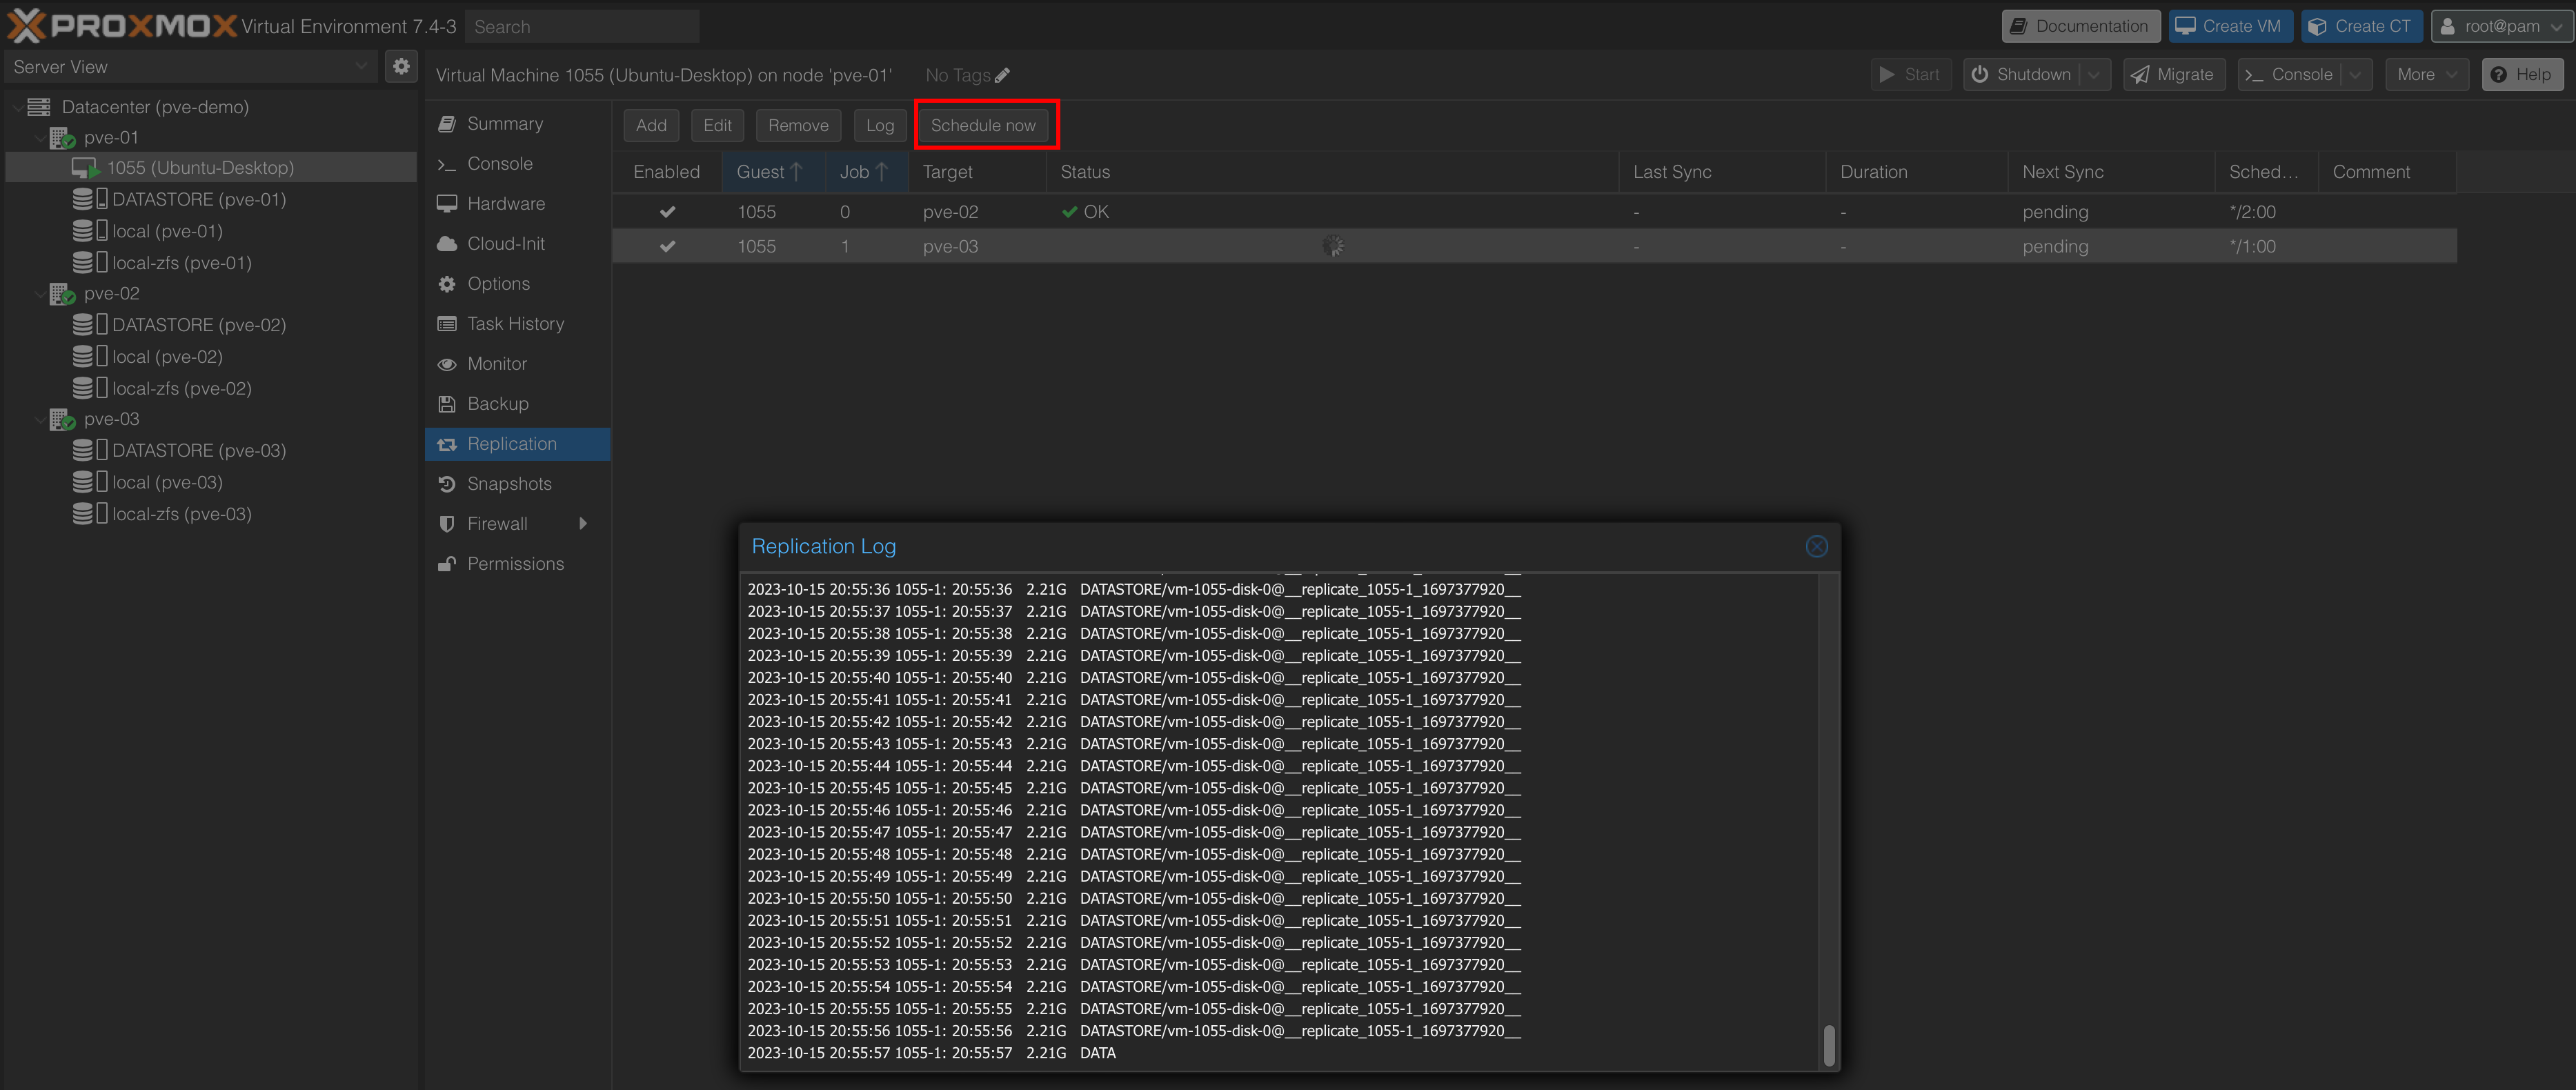 PROXMOX Virtual Environment 7.4-3 Search Documentation Create VM Create CT root@pam
Server View
Datacenter (pve-demo)
pve-01
1055 (Ubuntu-Desktop)
DATASTORE (pve-01)
local (pve-01)
local-zfs (pve-01)
pve-02
DATASTORE (pve-02)
local (pve-02)
local-zfs (pve-02)
pve-03
DATASTORE (pve-03)
local (pve-03)
local-zfs (pve-03)
Virtual Machine 1055 (Ubuntu-Desktop) on node 'pve-01' No Tags Start Shutdown Migrate Console More Help
Summary
Console
Hardware
Cloud-Init
Options
Task History
Monitor
Backup
Replication
Snapshots
Firewall
Permissions
Add Edit Remove Log Schedule now
Enabled Guest Job Target Status Last Sync Duration Next Sync Sched... Comment
1055 0 pve-02 OK - - pending */2:00
1055 1 pve-03 - - pending */1:00
Replication Log
2023-10-15 20:55:36 1055-1: 20:55:36 2.21G DATASTORE/vm-1055-disk-0@__replicate_1055-1_1697377920__
2023-10-15 20:55:37 1055-1: 20:55:37 2.21G DATASTORE/vm-1055-disk-0@__replicate_1055-1_1697377920__
2023-10-15 20:55:38 1055-1: 20:55:38 2.21G DATASTORE/vm-1055-disk-0@__replicate_1055-1_1697377920__
2023-10-15 20:55:39 1055-1: 20:55:39 2.21G DATASTORE/vm-1055-disk-0@__replicate_1055-1_1697377920__
2023-10-15 20:55:40 1055-1: 20:55:40 2.21G DATASTORE/vm-1055-disk-0@__replicate_1055-1_1697377920__
2023-10-15 20:55:41 1055-1: 20:55:41 2.21G DATASTORE/vm-1055-disk-0@__replicate_1055-1_1697377920__
2023-10-15 20:55:42 1055-1: 20:55:42 2.21G DATASTORE/vm-1055-disk-0@__replicate_1055-1_1697377920__
2023-10-15 20:55:43 1055-1: 20:55:43 2.21G DATASTORE/vm-1055-disk-0@__replicate_1055-1_1697377920__
2023-10-15 20:55:44 1055-1: 20:55:44 2.21G DATASTORE/vm-1055-disk-0@__replicate_1055-1_1697377920__
2023-10-15 20:55:45 1055-1: 20:55:45 2.21G DATASTORE/vm-1055-disk-0@__replicate_1055-1_1697377920__
2023-10-15 20:55:46 1055-1: 20:55:46 2.21G DATASTORE/vm-1055-disk-0@__replicate_1055-1_1697377920__
2023-10-15 20:55:47 1055-1: 20:55:47 2.21G DATASTORE/vm-1055-disk-0@__replicate_1055-1_1697377920__
2023-10-15 20:55:48 1055-1: 20:55:48 2.21G DATASTORE/vm-1055-disk-0@__replicate_1055-1_1697377920__
2023-10-15 20:55:49 1055-1: 20:55:49 2.21G DATASTORE/vm-1055-disk-0@__replicate_1055-1_1697377920__
2023-10-15 20:55:50 1055-1: 20:55:50 2.21G DATASTORE/vm-1055-disk-0@__replicate_1055-1_1697377920__
2023-10-15 20:55:51 1055-1: 20:55:51 2.21G DATASTORE/vm-1055-disk-0@__replicate_1055-1_1697377920__
2023-10-15 20:55:52 1055-1: 20:55:52 2.21G DATASTORE/vm-1055-disk-0@__replicate_1055-1_1697377920__
2023-10-15 20:55:53 1055-1: 20:55:53 2.21G DATASTORE/vm-1055-disk-0@__replicate_1055-1_1697377920__
2023-10-15 20:55:54 1055-1: 20:55:54 2.21G DATASTORE/vm-1055-disk-0@__replicate_1055-1_1697377920__
2023-10-15 20:55:55 1055-1: 20:55:55 2.21G DATASTORE/vm-1055-disk-0@__replicate_1055-1_1697377920__
2023-10-15 20:55:56 1055-1: 20:55:56 2.21G DATASTORE/vm-1055-disk-0@__replicate_1055-1_1697377920__
2023-10-15 20:55:57 1055-1: 20:55:57 2.21G DATA